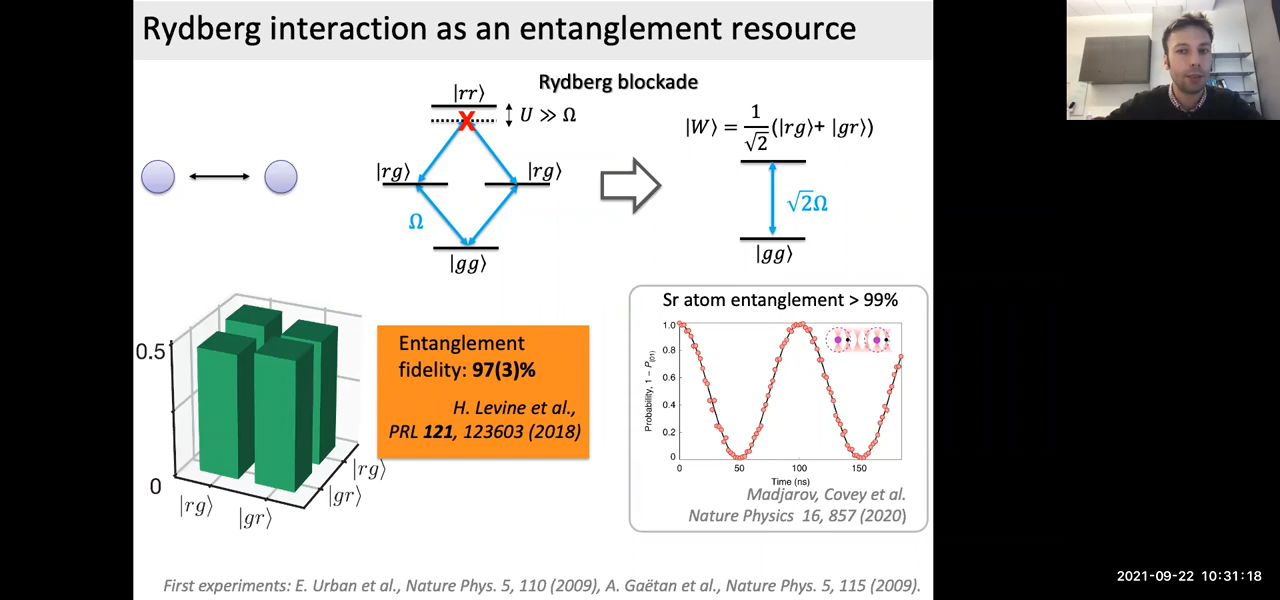 Rydberg interaction as an entanglement resource
Rydberg blockade
|rr⟩
U ≫ Ω
|rg⟩
|rg⟩
Ω
|gg⟩
|W⟩ = 1/√2 (|rg⟩+ |gr⟩)
√2Ω
|gg⟩
0.5
0
|rg⟩
|gr⟩
|gr⟩
|rg⟩
Entanglement
fidelity: 97(3)%
H. Levine et al.,
PRL 121, 123603 (2018)
Sr atom entanglement > 99%
1.0
0.8
0.6
0.4
0.2
0
Probability, 1 − P(01)
0
50
100
150
Time (ns)
Madjarov, Covey et al.
Nature Physics 16, 857 (2020)
First experiments: E. Urban et al., Nature Phys. 5, 110 (2009), A. Gaëtan et al., Nature Phys. 5, 115 (2009).
2021-09-22 10:31:18